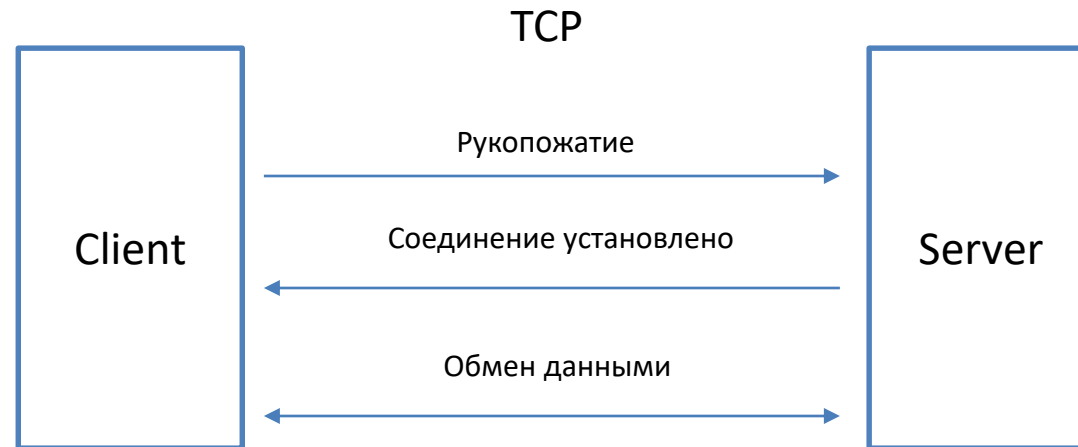 TCP
Рукопожатие
Client
Соединение установлено
Server
Обмен данными